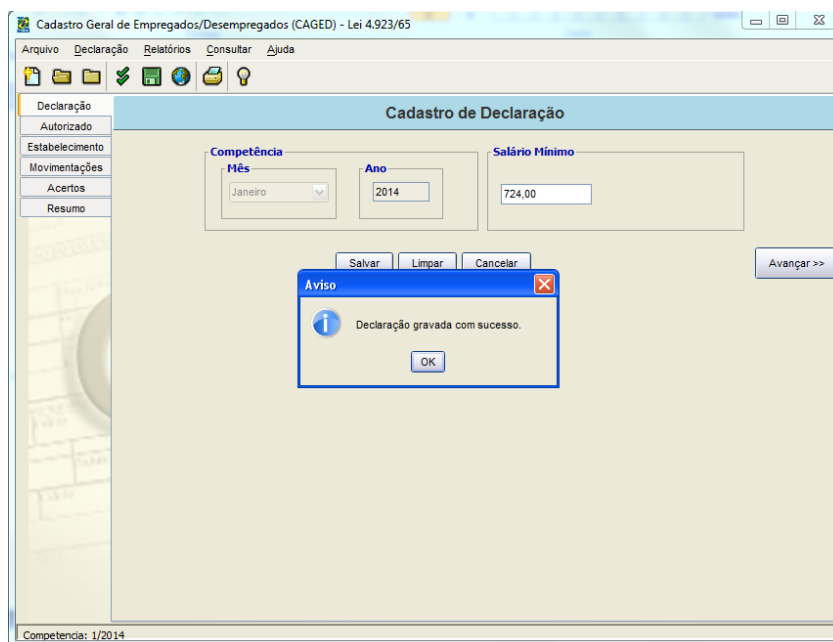 Cadastro Geral de Empregados/Desempregados (CAGED) - Lei 4.923/65
Arquivo Declaração Relatórios Consultar Ajuda
Declaração
Autorizado
Estabelecimento
Movimentações
Acertos
Resumo
Cadastro de Declaração
Competência
Mês
Janeiro
Ano
2014
Salário Mínimo
724,00
Salvar Limpar Cancelar
Avançar >>
Aviso
Declaração gravada com sucesso.
OK
Competencia: 1/2014